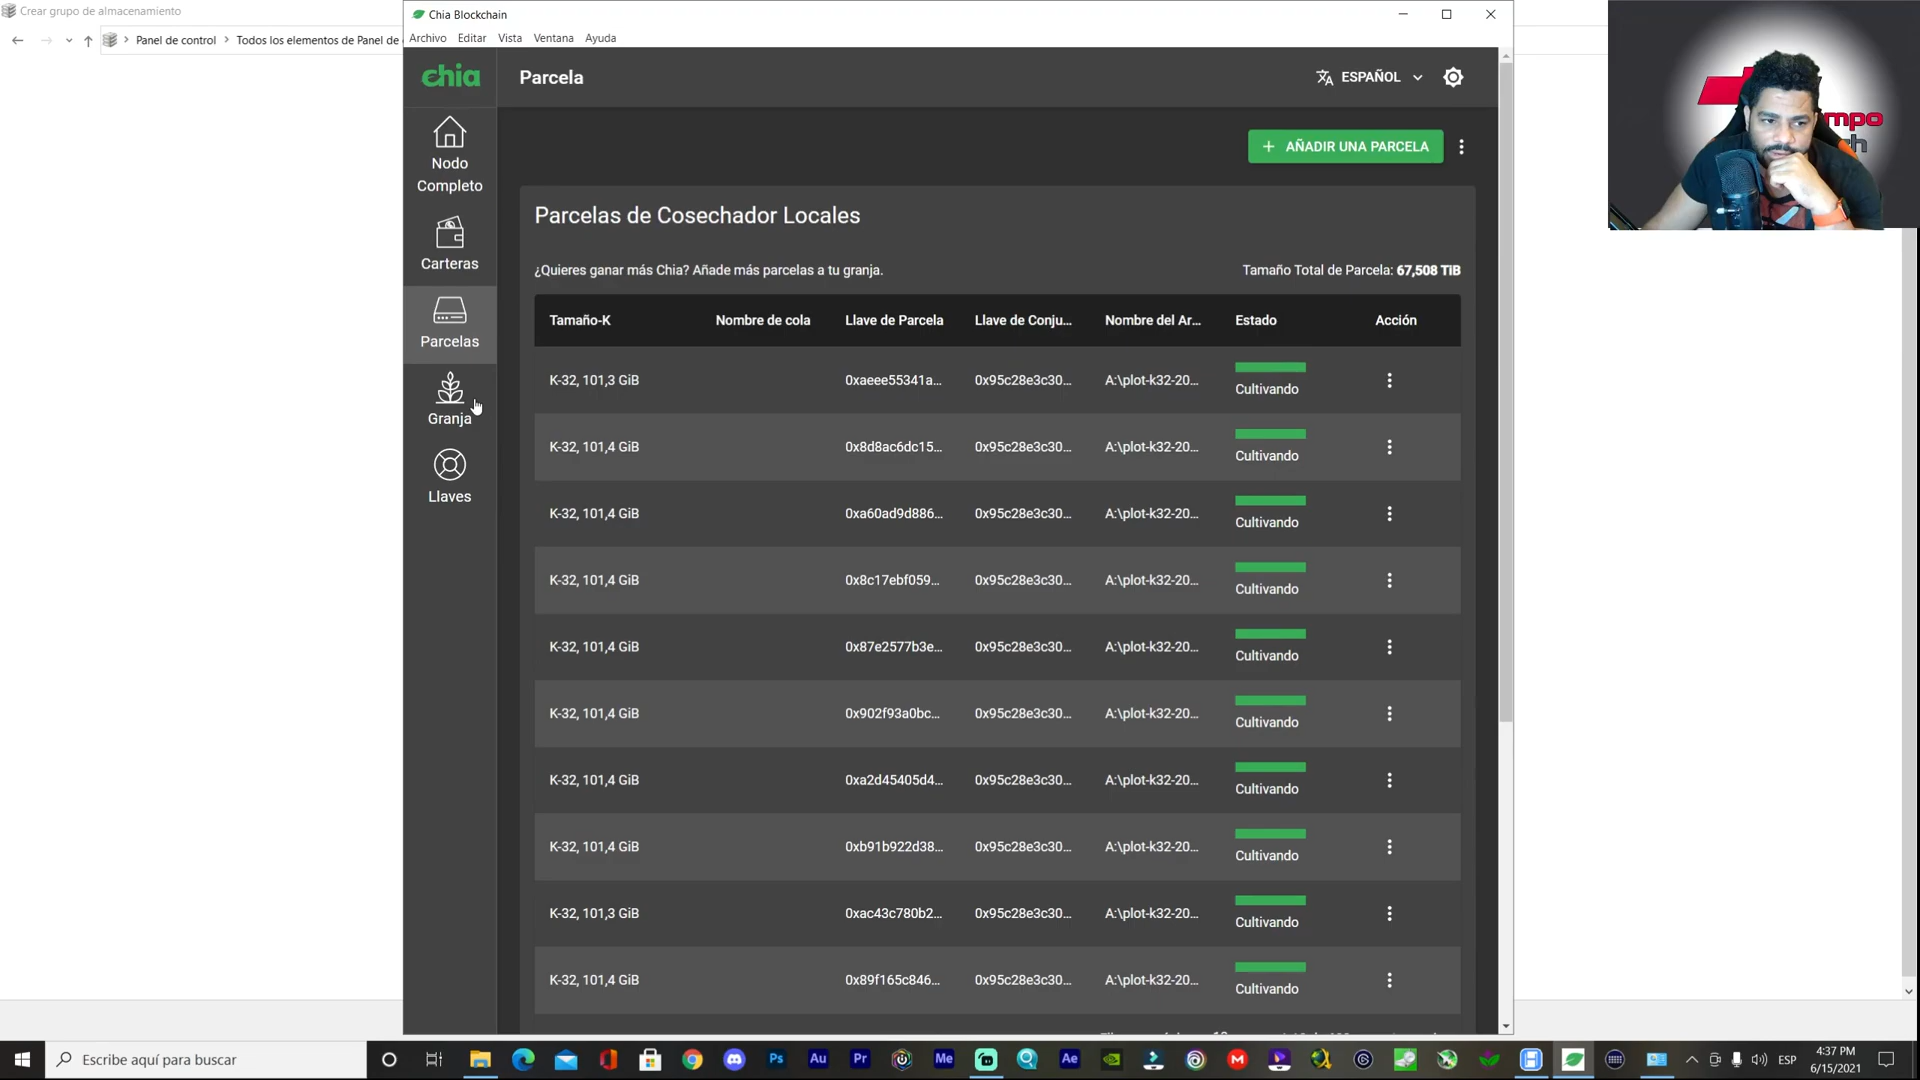 Crear grupo de almacenamiento
Panel de control > Todos los elementos de Panel de
Chia Blockchain
Archivo Editar Vista Ventana Ayuda
chia
Parcela
ESPAÑOL
Nodo
Completo
Carteras
Parcelas
Granja
Llaves
+ AÑADIR UNA PARCELA
Parcelas de Cosechador Locales
¿Quieres ganar más Chia? Añade más parcelas a tu granja.
Tamaño Total de Parcela: 67,508 TIB
Tamaño-K Nombre de cola Llave de Parcela Llave de Conju... Nombre del Ar... Estado Acción
K-32, 101,3 GiB 0xaeee55341a... 0x95c28e3c30... A:\plot-k32-20... Cultivando
K-32, 101,4 GiB 0x8d8ac6dc15... 0x95c28e3c30... A:\plot-k32-20... Cultivando
K-32, 101,4 GiB 0xa60ad9d886... 0x95c28e3c30... A:\plot-k32-20... Cultivando
K-32, 101,4 GiB 0x8c17ebf059... 0x95c28e3c30... A:\plot-k32-20... Cultivando
K-32, 101,4 GiB 0x87e2577b3e... 0x95c28e3c30... A:\plot-k32-20... Cultivando
K-32, 101,4 GiB 0x902f93a0bc... 0x95c28e3c30... A:\plot-k32-20... Cultivando
K-32, 101,4 GiB 0xa2d45405d4... 0x95c28e3c30... A:\plot-k32-20... Cultivando
K-32, 101,4 GiB 0xb91b922d38... 0x95c28e3c30... A:\plot-k32-20... Cultivando
K-32, 101,3 GiB 0xac43c780b2... 0x95c28e3c30... A:\plot-k32-20... Cultivando
K-32, 101,4 GiB 0x89f165c846... 0x95c28e3c30... A:\plot-k32-20... Cultivando
Escribe aquí para buscar
Ps Au Pr Me Ae
ESP
4:37 PM
6/15/2021